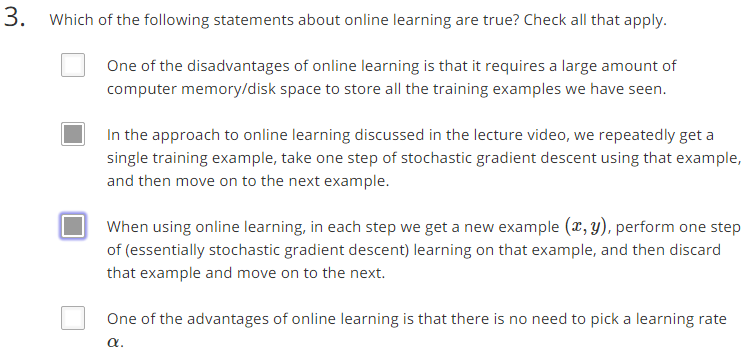 3. Which of the following statements about online learning are true? Check all that apply.
One of the disadvantages of online learning is that it requires a large amount of
computer memory/disk space to store all the training examples we have seen.
In the approach to online learning discussed in the lecture video, we repeatedly get a
single training example, take one step of stochastic gradient descent using that example,
and then move on to the next example.
When using online learning, in each step we get a new example (x, y), perform one step
of (essentially stochastic gradient descent) learning on that example, and then discard
that example and move on to the next.
One of the advantages of online learning is that there is no need to pick a learning rate
α.